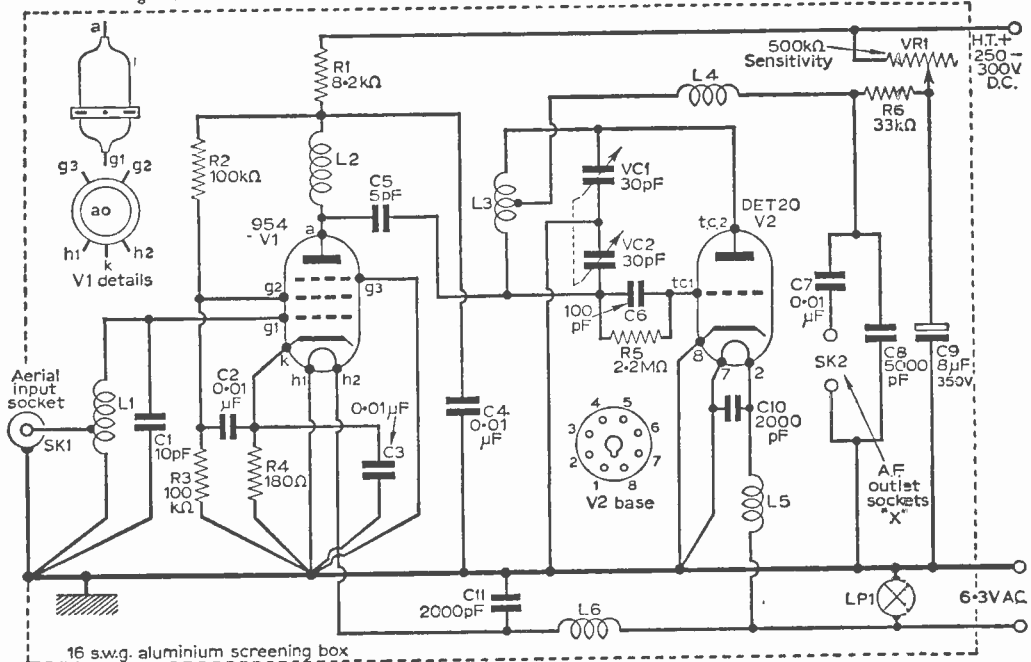 a
g1
g3
g2
ao
h1
h2
k
V1 details
R1
8·2kΩ
R2
100kΩ
L2
C5
5pF
954
V1
a
g2
g3
g1
k
h1
h2
Aerial
input
socket
SK1
L1
C1
10pF
C2
0·01
µF
R3
100
kΩ
R4
180Ω
0·01µF
C3
C4
0·01
µF
L3
L4
VC1
30pF
VC2
30pF
DET20
V2
t.c.2
tc1
100
pF
C6
R5
2·2MΩ
8
7
2
C10
2000
pF
4
5
3
6
2
7
1
8
V2 base
L5
500kΩ
Sensitivity
VR1
R6
33kΩ
H.T.+
250–
300V
D.C.
C7
0·01
µF
SK2
C8
5000
pF
C9
8µF
350V
A.F.
outlet
sockets
"X"
C11
2000pF
L6
LP1
6·3V AC
16 s.w.g. aluminium screening box